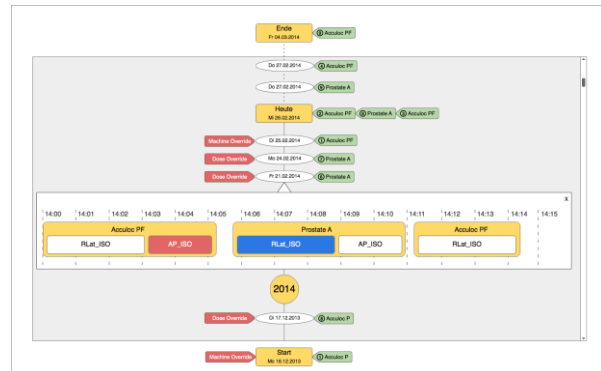 Ende
Fr 04.03.2014
Acculoc PF
Do 27.02.2014
Acculoc PF
Do 27.02.2014
Prostate A
Heute
Mi 26.02.2014
Acculoc PF
Prostate A
Acculoc PF
Machine Override
Di 25.02.2014
Acculoc PF
Dose Override
Mo 24.02.2014
Prostate A
Dose Override
Fr 21.02.2014
Prostate A
x
14:00 14:01 14:02 14:03 14:04 14:05 14:06 14:07 14:08 14:09 14:10 14:11 14:12 14:13 14:14 14:15
Acculoc PF Prostate A Acculoc PF
RLat_ISO AP_ISO RLat_ISO AP_ISO RLat_ISO
2014
Dose Override
Di 17.12.2013
Acculoc P
Machine Override
Start
Mo 16.12.2013
Acculoc P